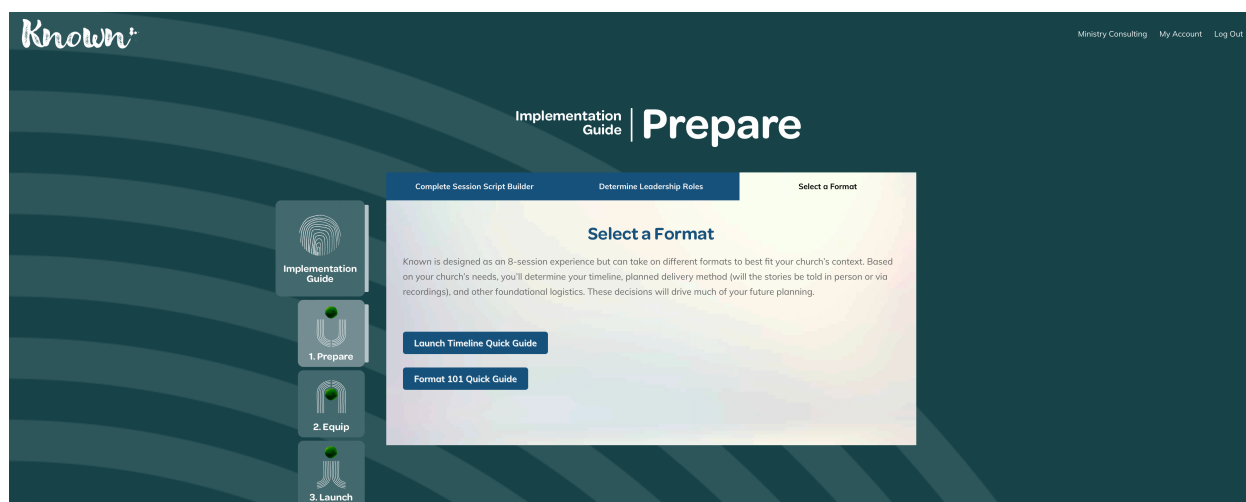 Known
Ministry Consulting My Account Log Out
Implementation
Guide
Prepare
Complete Session Script Builder Determine Leadership Roles Select a Format
Select a Format
Known is designed as an 8-session experience but can take on different formats to best fit your church's context. Based
on your church's needs, you'll determine your timeline, planned delivery method (will the stories be told in person or via
recordings), and other foundational logistics. These decisions will drive much of your future planning.
Launch Timeline Quick Guide
Format 101 Quick Guide
Implementation
Guide
1. Prepare
2. Equip
3. Launch